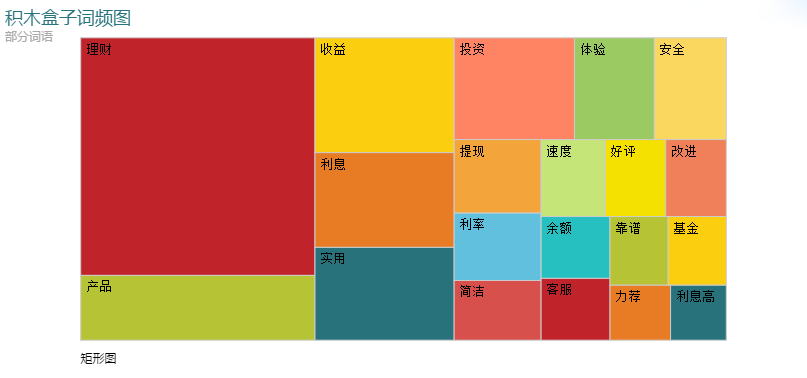 积木盒子词频图
部分词语
理财
收益
投资
体验
安全
利息
提现
速度
好评
改进
利率
余额
靠谱
基金
实用
产品
简洁
客服
力荐
利息高
矩形图